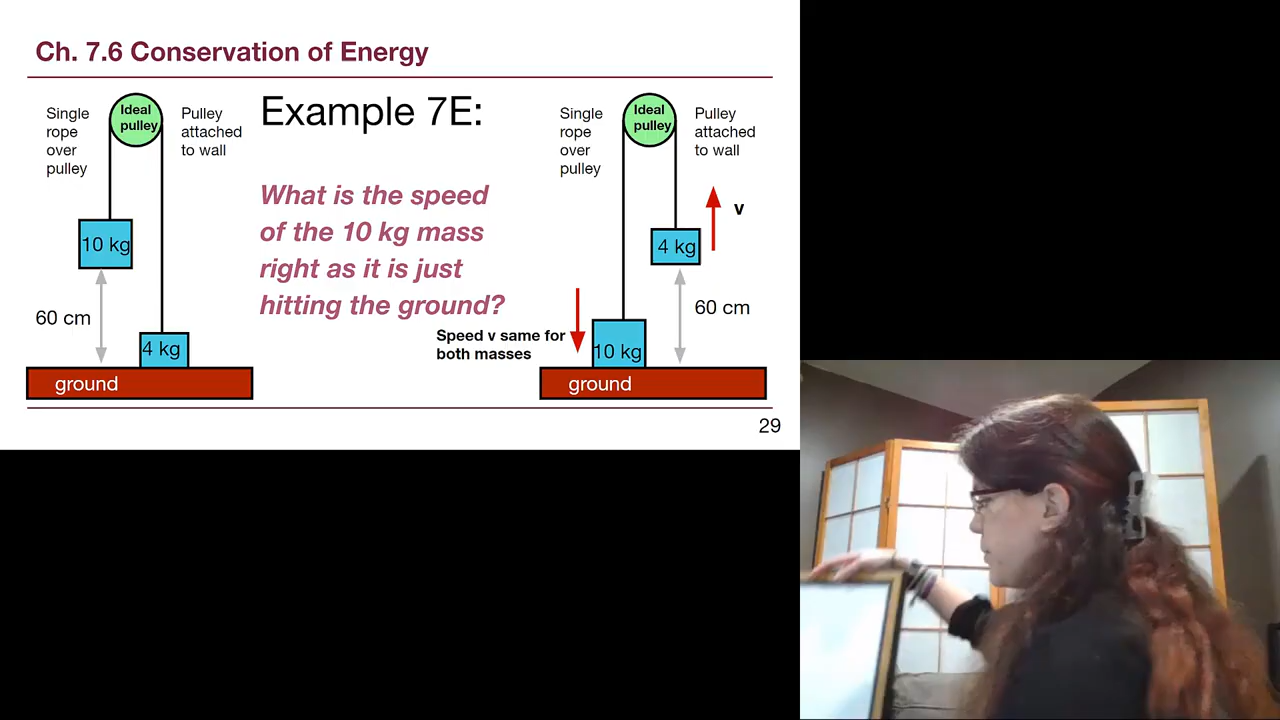 Ch. 7.6 Conservation of Energy
Single
rope
over
pulley
Ideal
pulley
Pulley
attached
to wall
10 kg
60 cm
4 kg
ground
Example 7E:
What is the speed
of the 10 kg mass
right as it is just
hitting the ground?
Speed v same for
both masses
Single
rope
over
pulley
Ideal
pulley
Pulley
attached
to wall
v
4 kg
60 cm
10 kg
ground
29